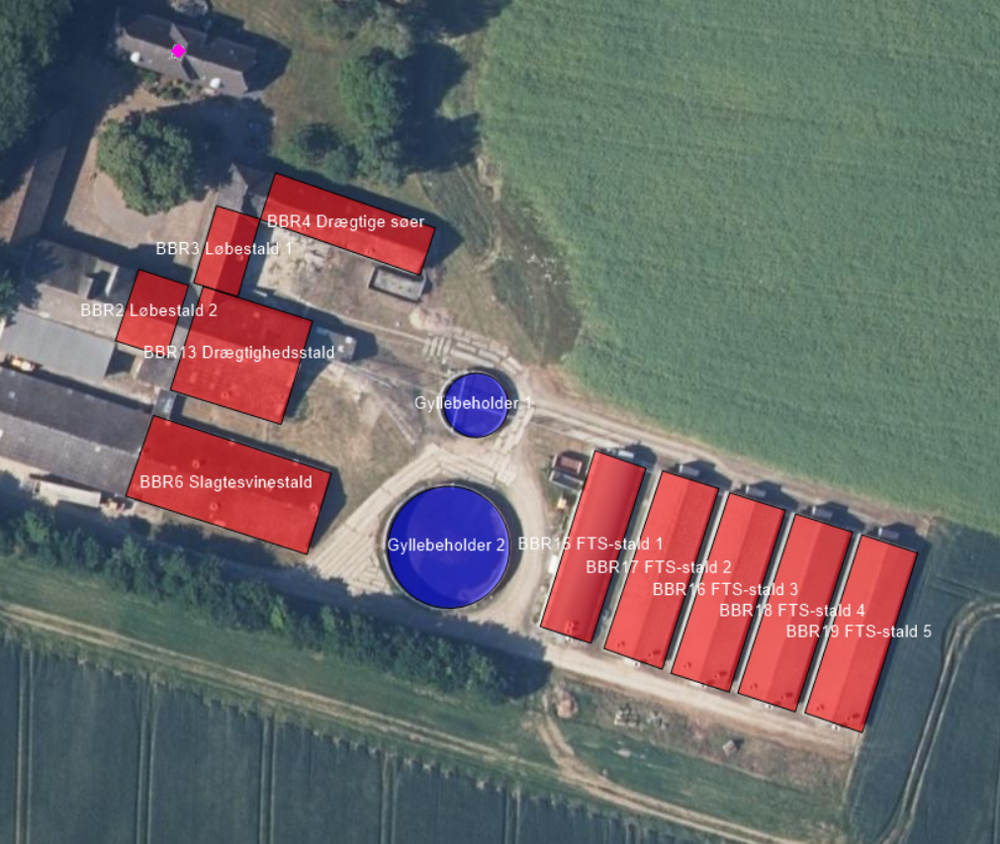 BBR4 Drægtige søer
BBR3 Løbestald 1
BBR2 Løbestald 2
BBR13 Drægtighedsstald
Gyllebeholder 1
BBR6 Slagtesvinestald
Gyllebeholder 2
BBR15 FTS-stald 1
BBR17 FTS-stald 2
BBR16 FTS-stald 3
BBR18 FTS-stald 4
BBR19 FTS-stald 5